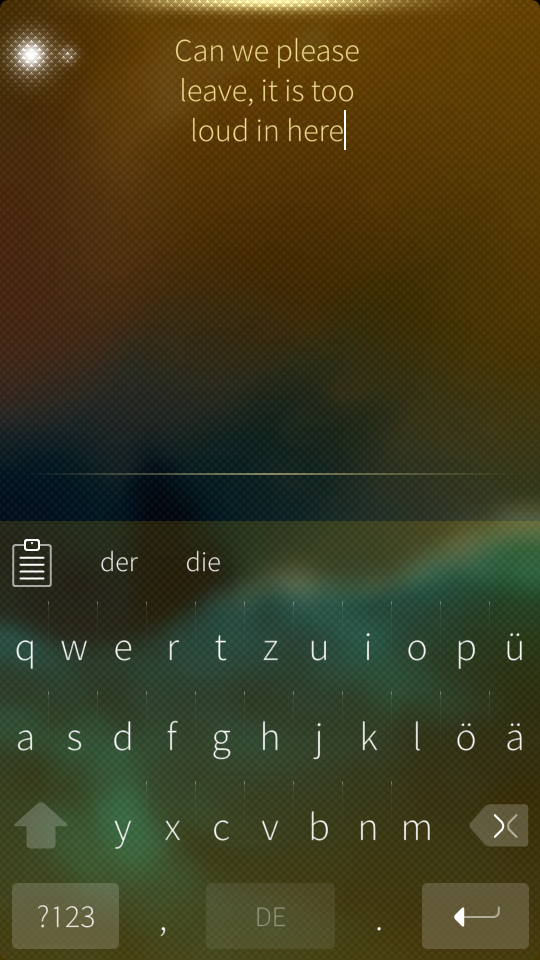 Can we please
leave, it is too
loud in here
der die
q w e r t z u i o p ü
a s d f g h j k l ö ä
y x c v b n m
?123 , DE .